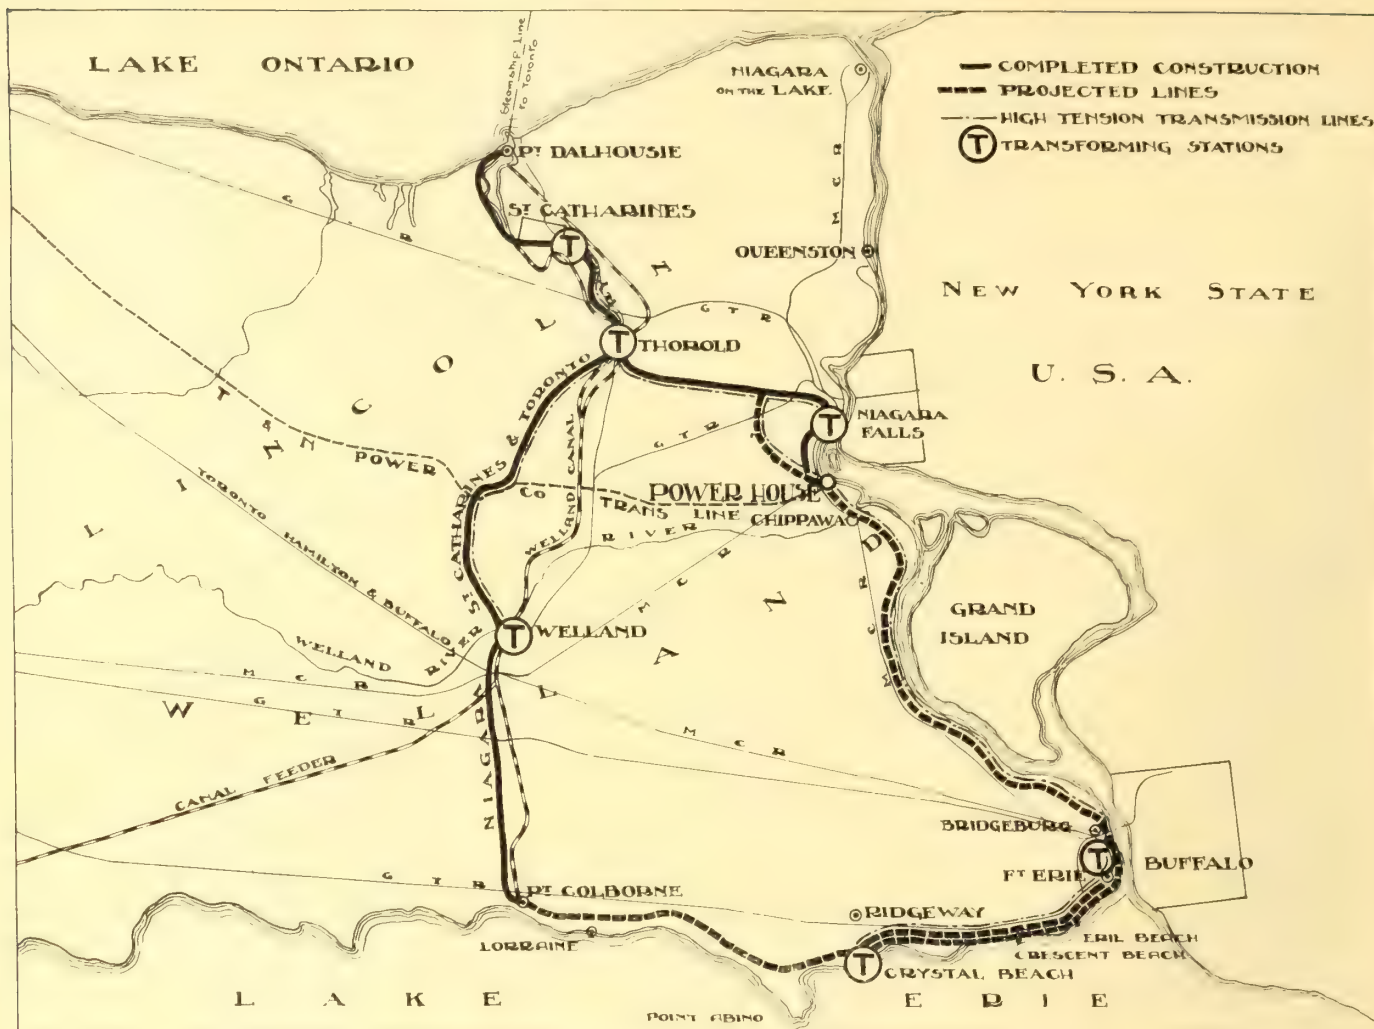 LAKE ONTARIO
Steamship Line
to Toronto
NIAGARA
ON THE LAKE
COMPLETED CONSTRUCTION
PROJECTED LINES
HIGH TENSION TRANSMISSION LINES
T TRANSFORMING STATIONS
PT DALHOUSIE
G. R.
ST CATHARINES
T
M C R
QUEENSTON
NEW YORK STATE
U. S. A.
G T R
T THOROLD
LINCOLN
T
NIAGARA
FALLS
T & N POWER CO TRANS LINE
G T R
POWER HOUSE
CHIPPAWA
NIAGARA ST CATHARINES & TORONTO
WELLAND CANAL
TORONTO HAMILTON & BUFFALO
RIVER
M C R
M C R
GRAND
ISLAND
T WELLAND
WELLAND RIVER
M C R
G T R
WELLAND
M C R
CANAL FEEDER
BRIDGEBURG
T
BUFFALO
FT ERIE
G T R
PT COLBORNE
RIDGEWAY
LORRAINE
ERIE BEACH
CRESCENT BEACH
T
CRYSTAL BEACH
LAKE ERIE
POINT ABINO